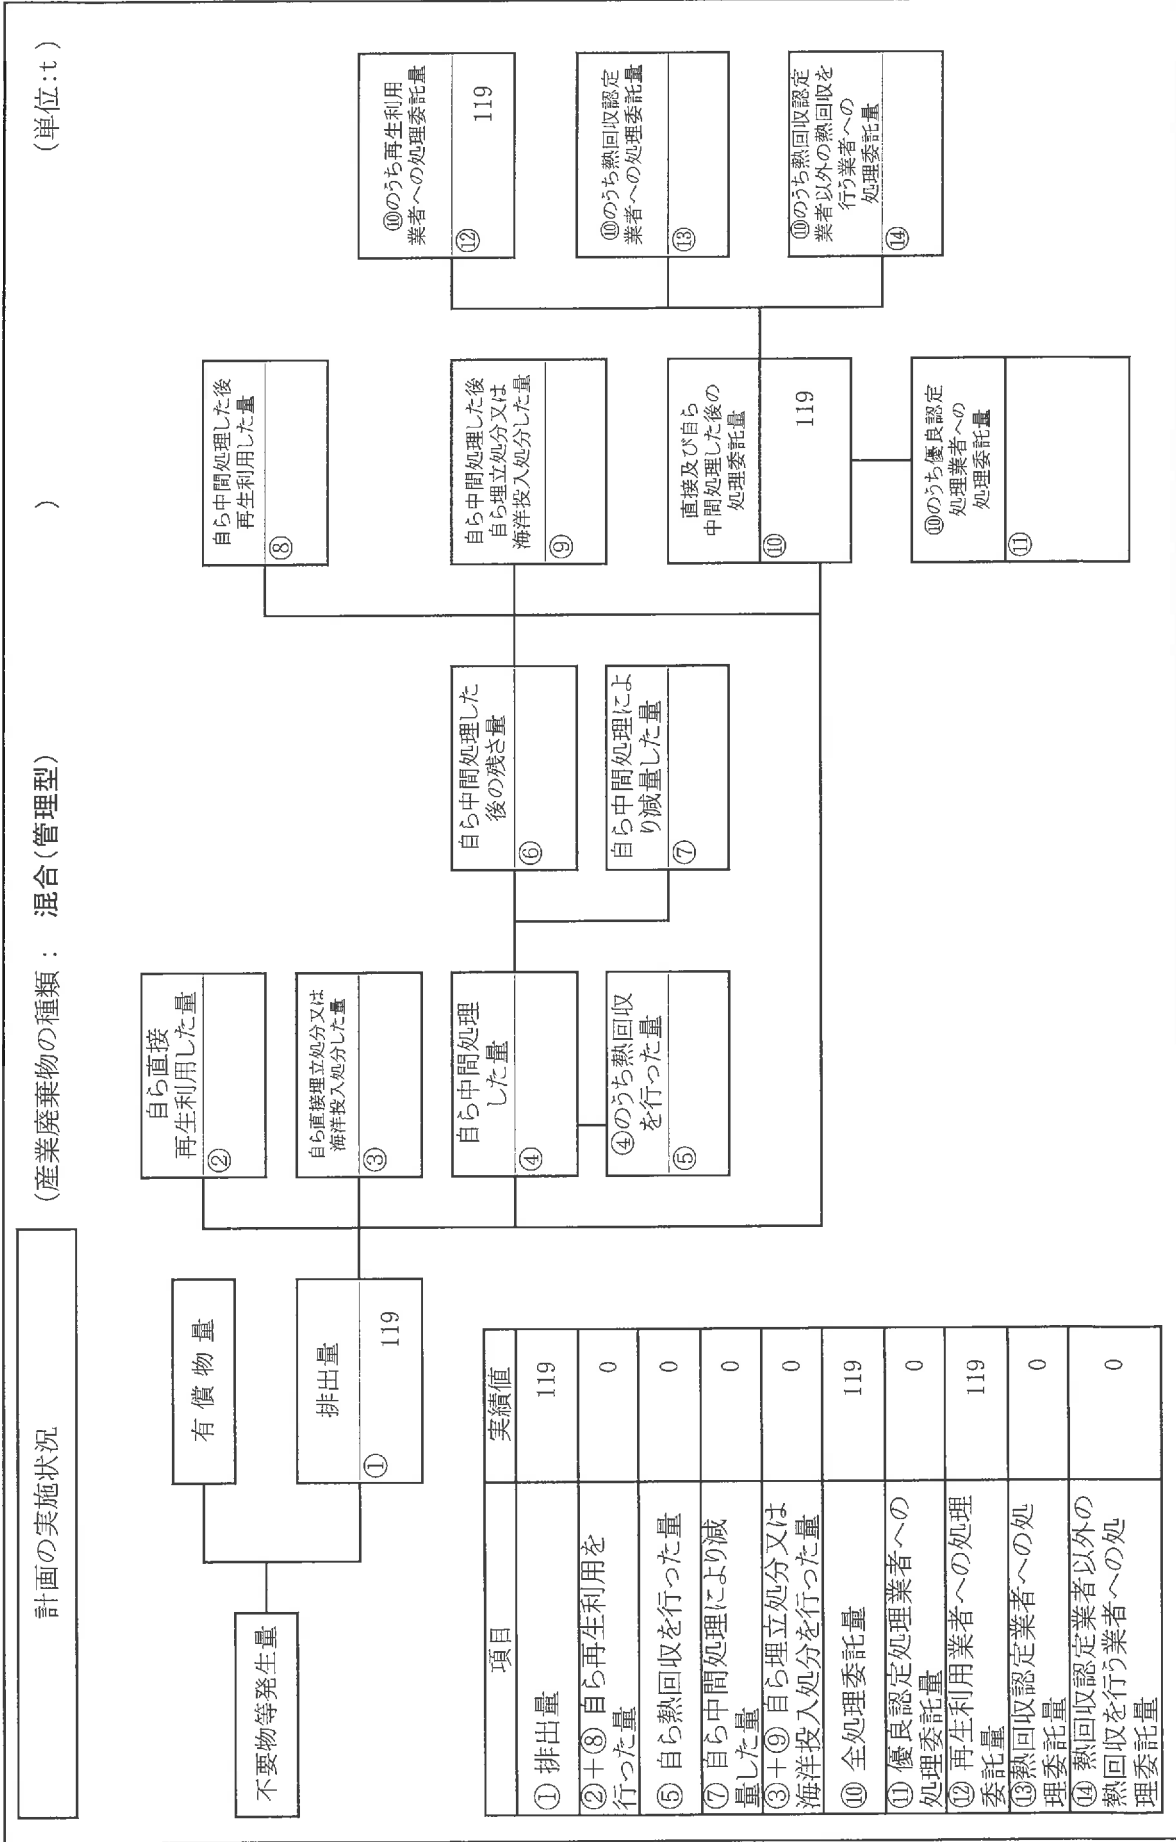 計画の実施状況
(産業廃棄物の種類： 混合(管理型) )
(単位:t)
不要物等発生量
有償物量
排出量
① 119
自ら直接
再生利用した量
②
自ら直接埋立処分又は
海洋投入処分した量
③
自ら中間処理
した量
④
④のうち熱回収
を行った量
⑤
自ら中間処理した
後の残さ量
⑥
自ら中間処理によ
り減量した量
⑦
自ら中間処理した後
再生利用した量
⑧
自ら中間処理した後
自ら埋立処分又は
海洋投入処分した量
⑨
直接及び自ら
中間処理した後の
処理委託量
⑩ 119
⑩のうち優良認定
処理業者への
処理委託量
⑪
⑩のうち再生利用
業者への処理委託量
⑫ 119
⑩のうち熱回収認定
業者への処理委託量
⑬
⑩のうち熱回収認定
業者以外の熱回収を
行う業者への
処理委託量
⑭
項目 実績値
① 排出量 119
②＋⑧ 自ら再生利用を
行った量 0
⑤ 自ら熱回収を行った量 0
⑦ 自ら中間処理により減
量した量 0
③＋⑨ 自ら埋立処分又は
海洋投入処分を行った量 0
⑩ 全処理委託量 119
⑪ 優良認定処理業者への
処理委託量 0
⑫ 再生利用業者への処理
委託量 119
⑬熱回収認定業者への処
理委託量 0
⑭ 熱回収認定業者以外の
熱回収を行う業者への処
理委託量 0